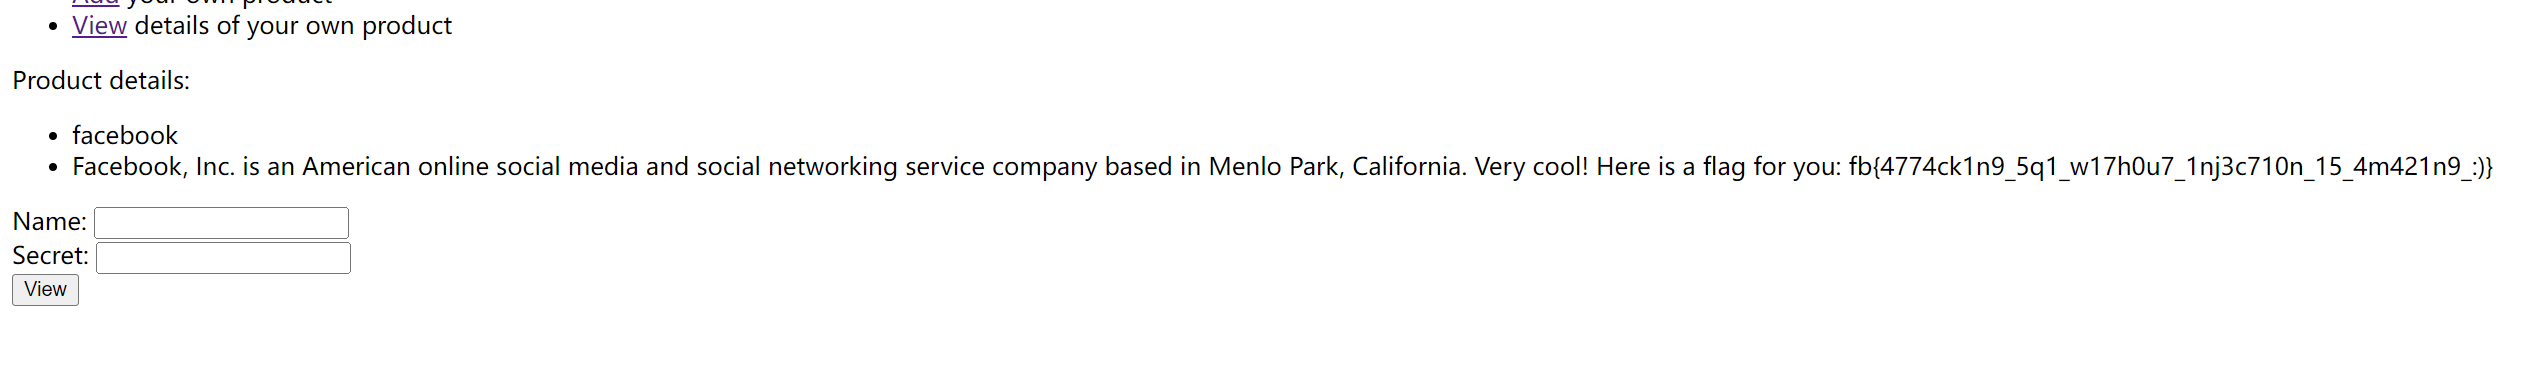 Add your own product
View details of your own product
Product details:
facebook
Facebook, Inc. is an American online social media and social networking service company based in Menlo Park, California. Very cool! Here is a flag for you: fb{4774ck1n9_5q1_w17h0u7_1nj3c710n_15_4m421n9_:)}
Name:
Secret:
View